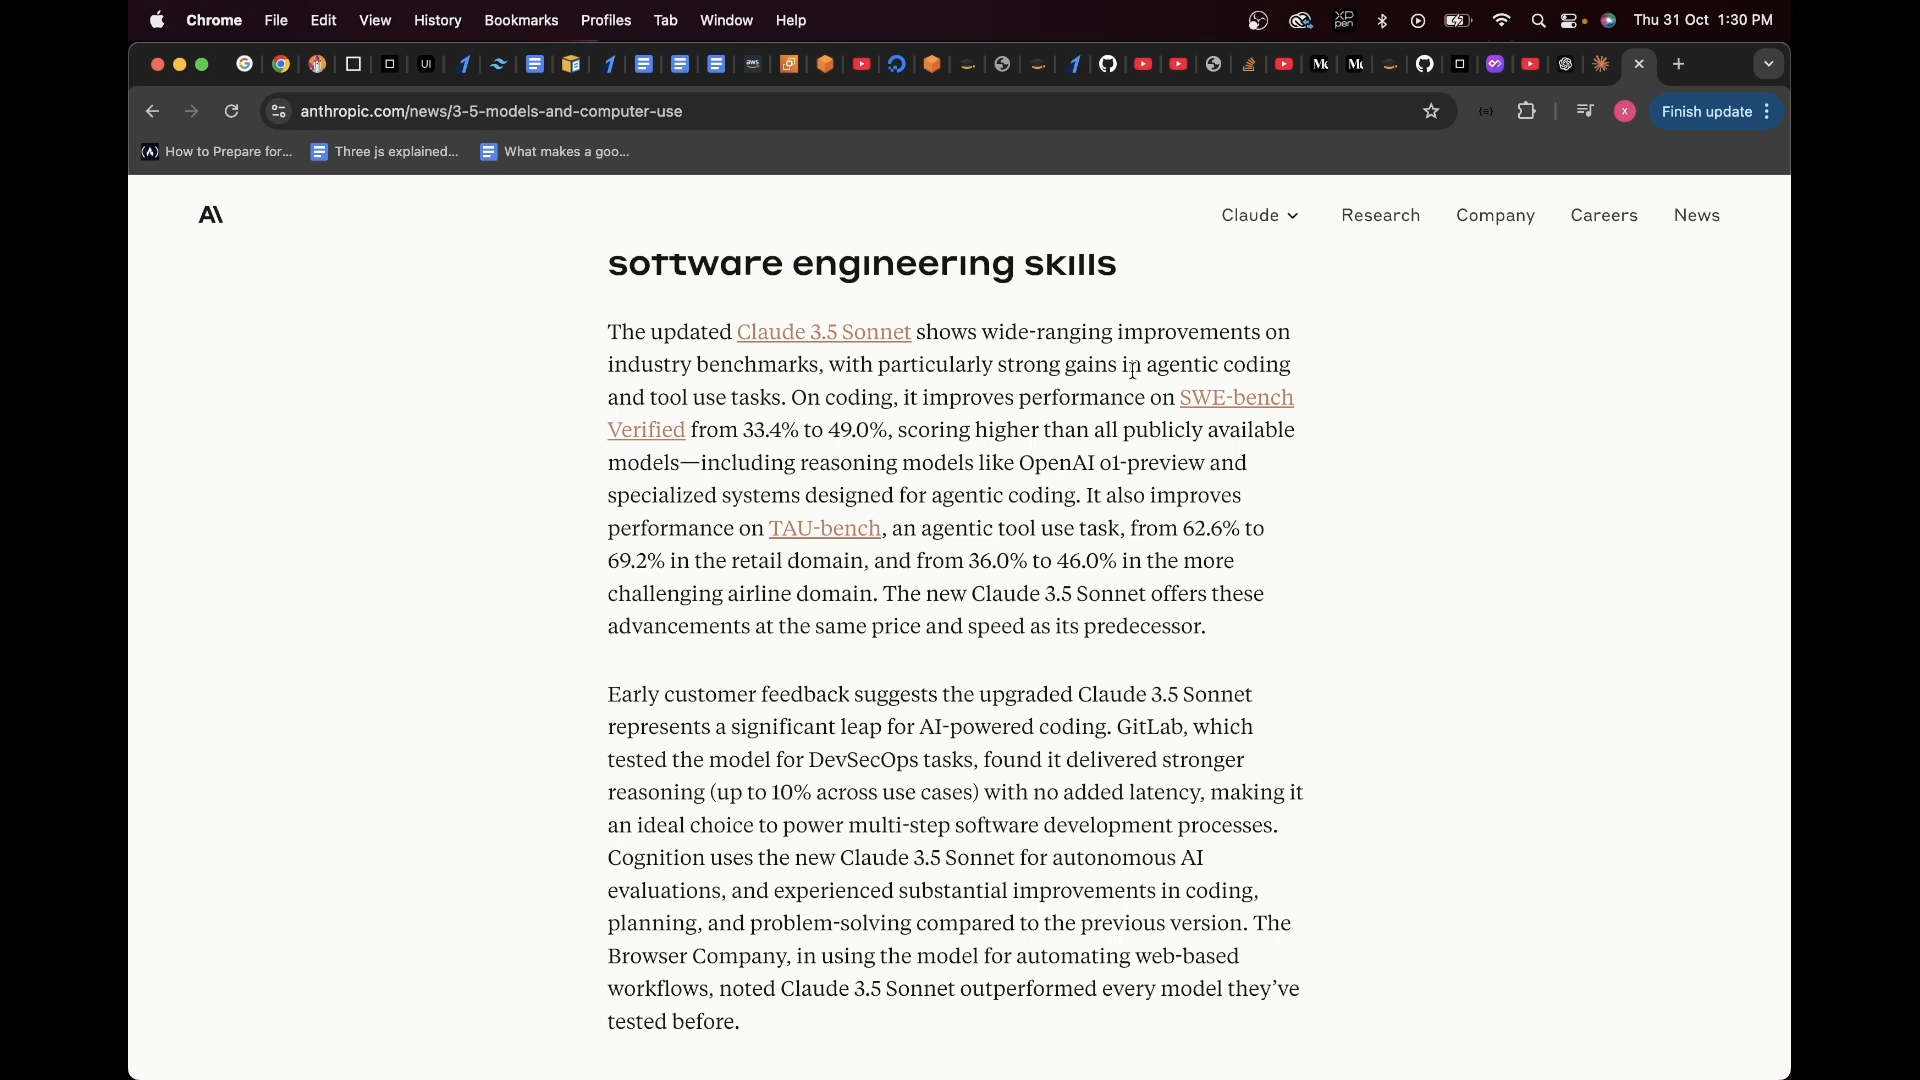 Chrome File Edit View History Bookmarks Profiles Tab Window Help XP pen Thu 31 Oct 1:30 PM
UI aws
anthropic.com/news/3-5-models-and-computer-use X Finish update
How to Prepare for... Three js explained... What makes a goo...
A\ Claude Research Company Careers News
software engineering skills
The updated Claude 3.5 Sonnet shows wide-ranging improvements on
industry benchmarks, with particularly strong gains in agentic coding
and tool use tasks. On coding, it improves performance on SWE-bench
Verified from 33.4% to 49.0%, scoring higher than all publicly available
models—including reasoning models like OpenAI o1-preview and
specialized systems designed for agentic coding. It also improves
performance on TAU-bench, an agentic tool use task, from 62.6% to
69.2% in the retail domain, and from 36.0% to 46.0% in the more
challenging airline domain. The new Claude 3.5 Sonnet offers these
advancements at the same price and speed as its predecessor.
Early customer feedback suggests the upgraded Claude 3.5 Sonnet
represents a significant leap for AI-powered coding. GitLab, which
tested the model for DevSecOps tasks, found it delivered stronger
reasoning (up to 10% across use cases) with no added latency, making it
an ideal choice to power multi-step software development processes.
Cognition uses the new Claude 3.5 Sonnet for autonomous AI
evaluations, and experienced substantial improvements in coding,
planning, and problem-solving compared to the previous version. The
Browser Company, in using the model for automating web-based
workflows, noted Claude 3.5 Sonnet outperformed every model they’ve
tested before.